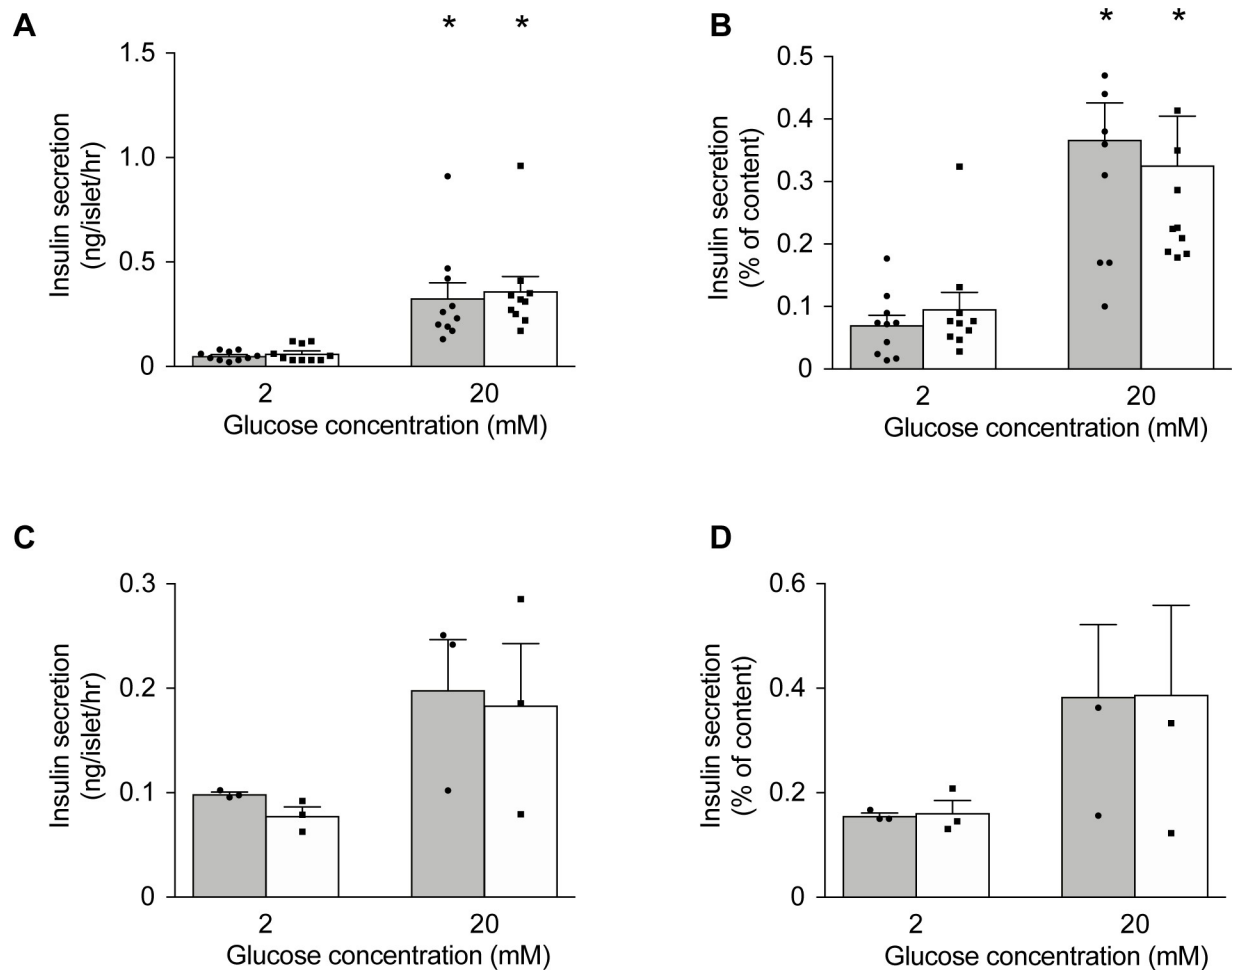 A
* *
1.5
1.0
0.5
0
Insulin secretion
(ng/islet/hr)
2 20
Glucose concentration (mM)
B
* *
0.5
0.4
0.3
0.2
0.1
0
Insulin secretion
(% of content)
2 20
Glucose concentration (mM)
C
0.3
0.2
0.1
0
Insulin secretion
(ng/islet/hr)
2 20
Glucose concentration (mM)
D
0.6
0.4
0.2
0
Insulin secretion
(% of content)
2 20
Glucose concentration (mM)